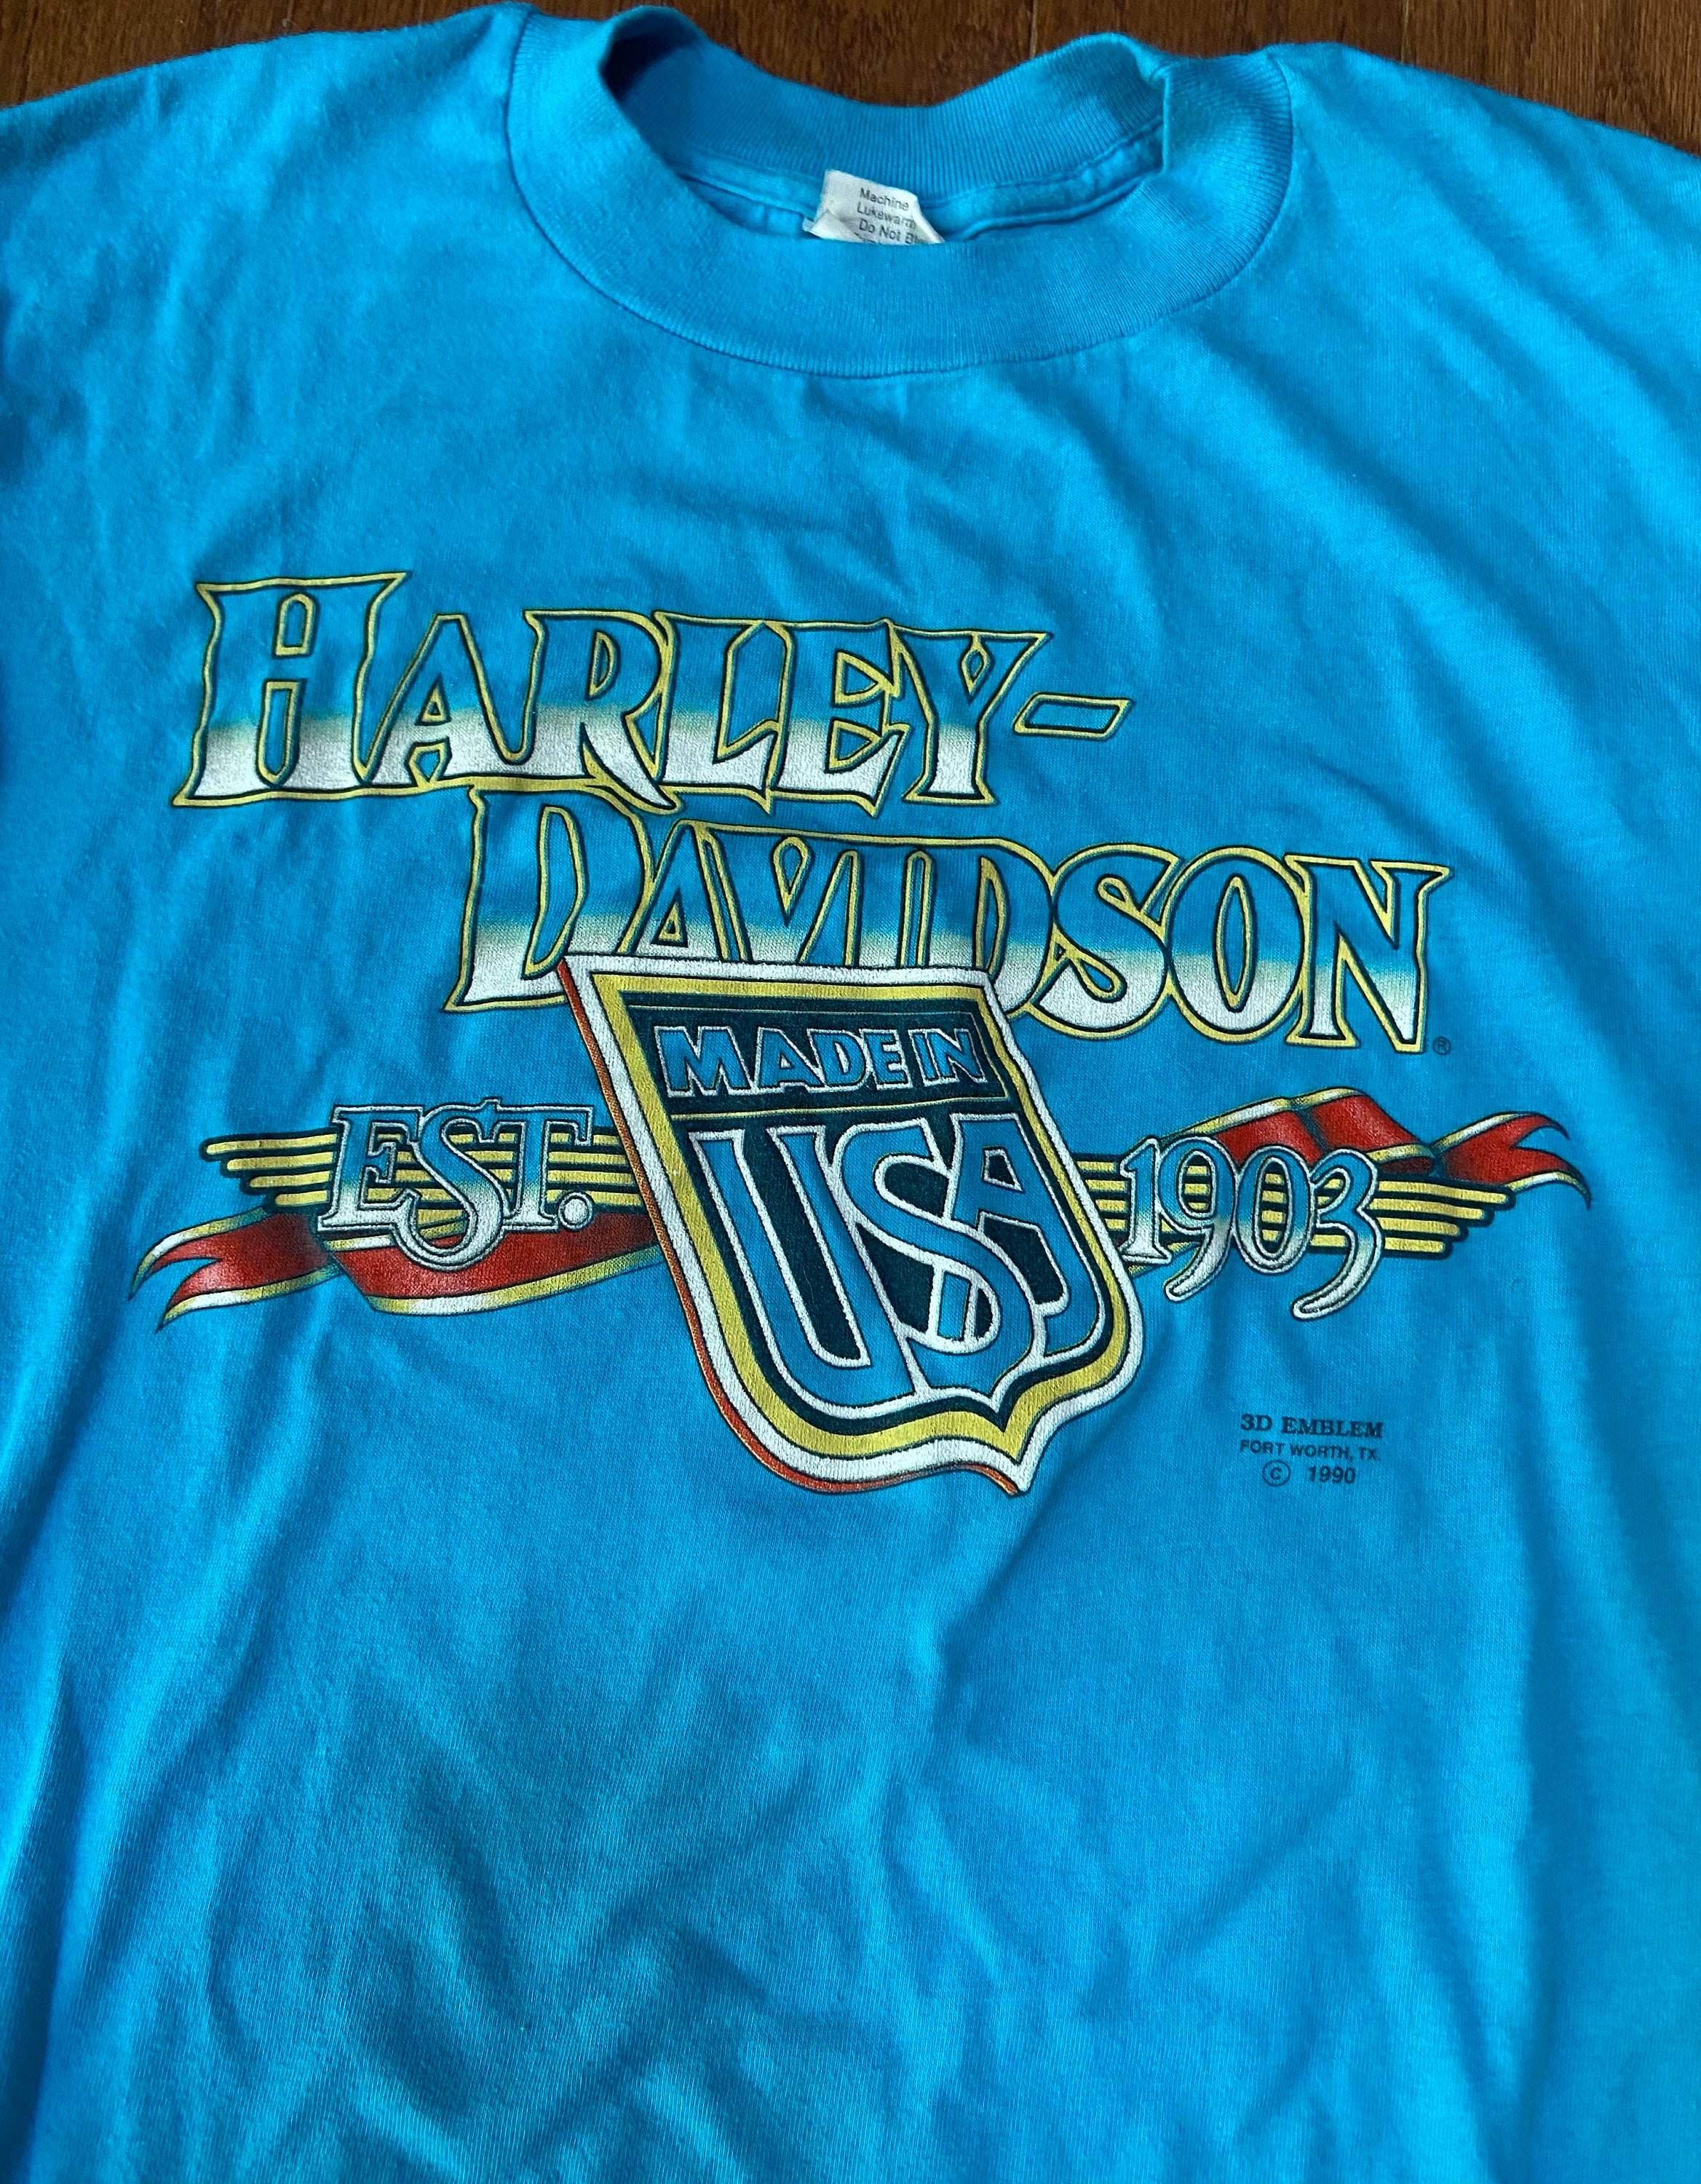 Machine
Lukewarm
Do Not
HARLEY-
DAVIDSON®
MADE IN
USA
EST. 1903
3D EMBLEM
FORT WORTH, TX.
© 1990